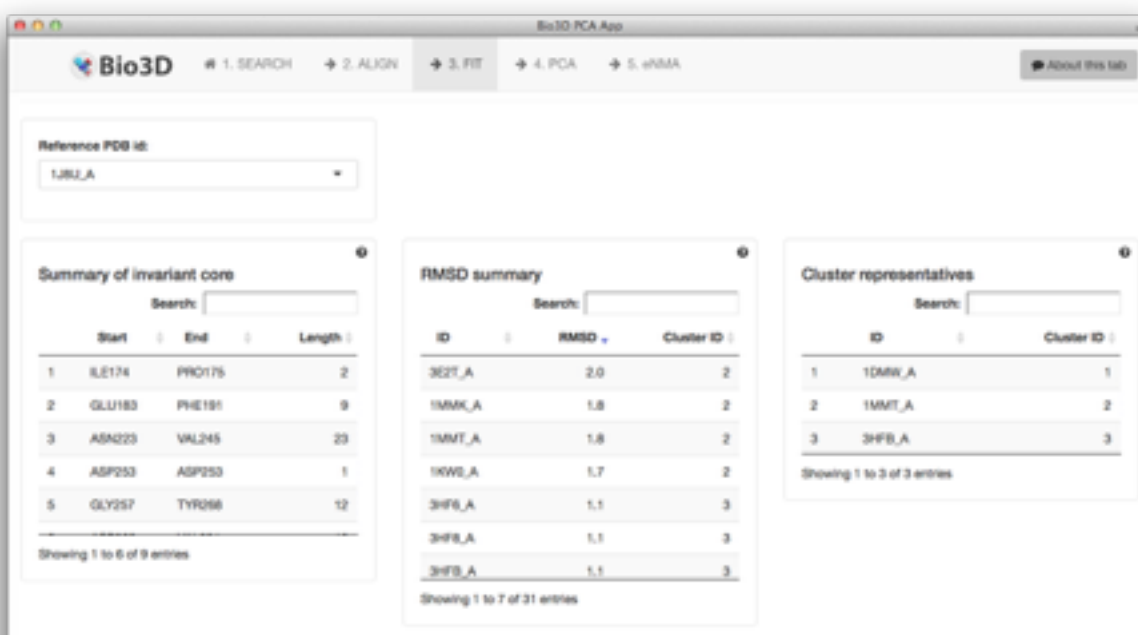 Bio3D PCA App
Bio3D
1. SEARCH
2. ALIGN
3. FIT
4. PCA
5. eNMA
About this tab
Reference PDB id:
1J8U_A
Summary of invariant core
Search:
Start End Length
1 ILE174 PRO175 2
2 GLU183 PHE191 9
3 ASN223 VAL245 23
4 ASP253 ASP253 1
5 GLY257 TYR268 12
Showing 1 to 6 of 9 entries
RMSD summary
Search:
ID RMSD Cluster ID
3E2T_A 2.0 2
1MMK_A 1.8 2
1MMT_A 1.8 2
1KW0_A 1.7 2
3HF6_A 1.1 3
3HF8_A 1.1 3
3HFB_A 1.1 3
Showing 1 to 7 of 31 entries
Cluster representatives
Search:
ID Cluster ID
1 1DMW_A 1
2 1MMT_A 2
3 3HFB_A 3
Showing 1 to 3 of 3 entries